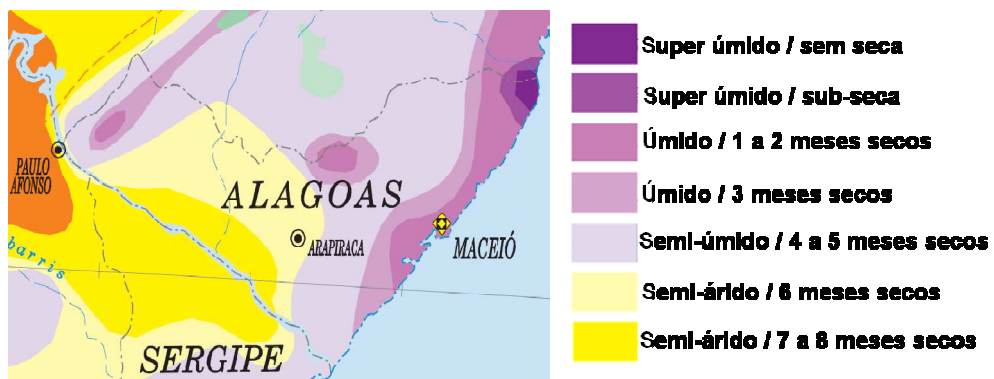 PAULO
AFONSO
ALAGOAS
ARAPIRACA
MACEIÓ
barris
SERGIPE
Super úmido / sem seca
Super úmido / sub-seca
Úmido / 1 a 2 meses secos
Úmido / 3 meses secos
Semi-úmido / 4 a 5 meses secos
Semi-árido / 6 meses secos
Semi-árido / 7 a 8 meses secos